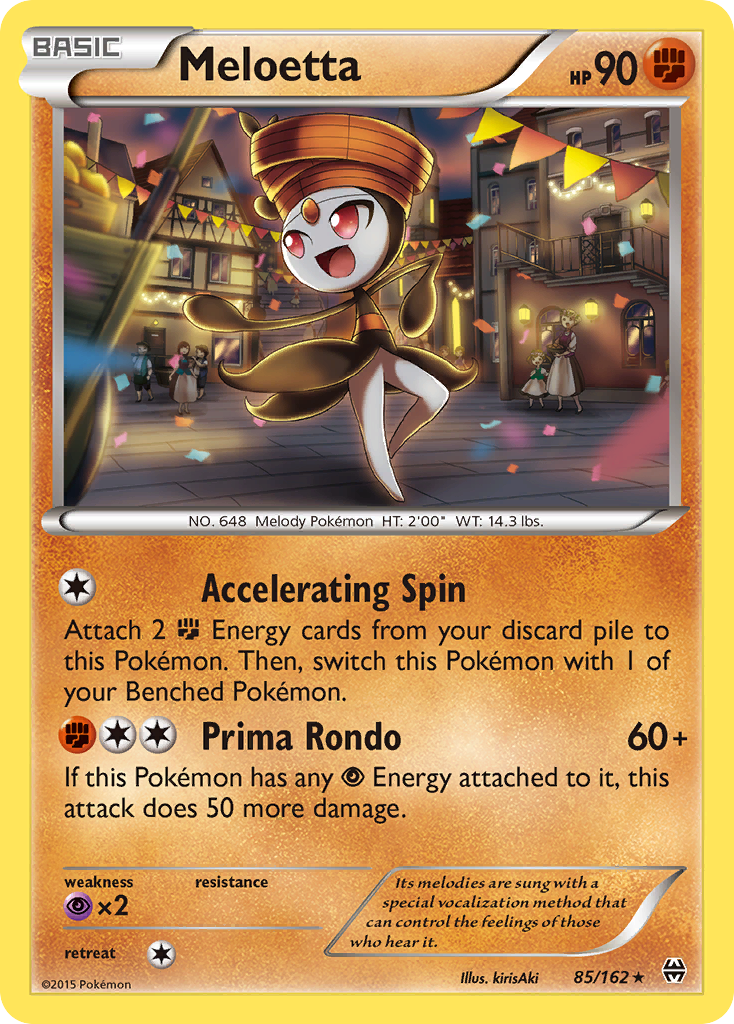 BASIC
Meloetta
HP 90
NO. 648 Melody Pokémon HT: 2'00" WT: 14.3 lbs.
Accelerating Spin
Attach 2 Energy cards from your discard pile to
this Pokémon. Then, switch this Pokémon with 1 of
your Benched Pokémon.
Prima Rondo 60+
If this Pokémon has any Energy attached to it, this
attack does 50 more damage.
weakness resistance
×2
Its melodies are sung with a
special vocalization method that
can control the feelings of those
who hear it.
retreat
©2015 Pokémon
Illus. kirisAki
85/162 ★